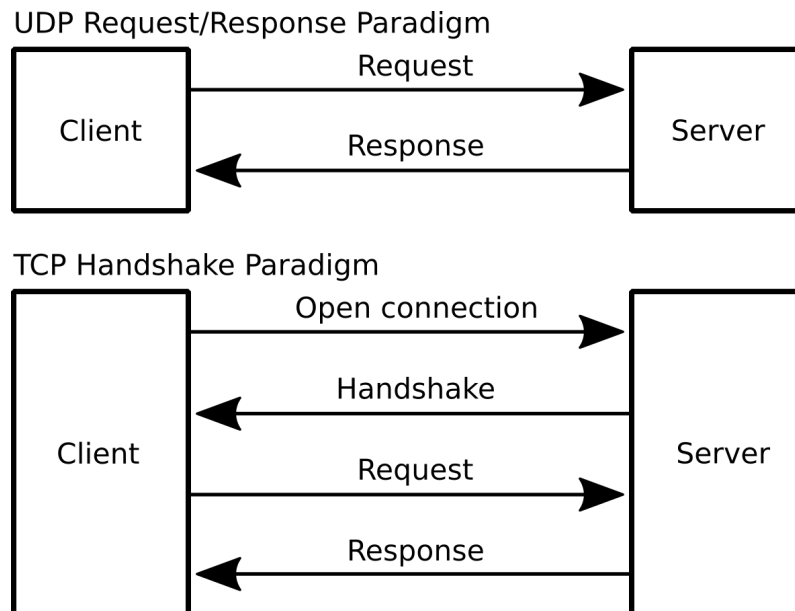 UDP Request/Response Paradigm
Request
Client
Server
Response
TCP Handshake Paradigm
Open connection
Handshake
Client
Server
Request
Response